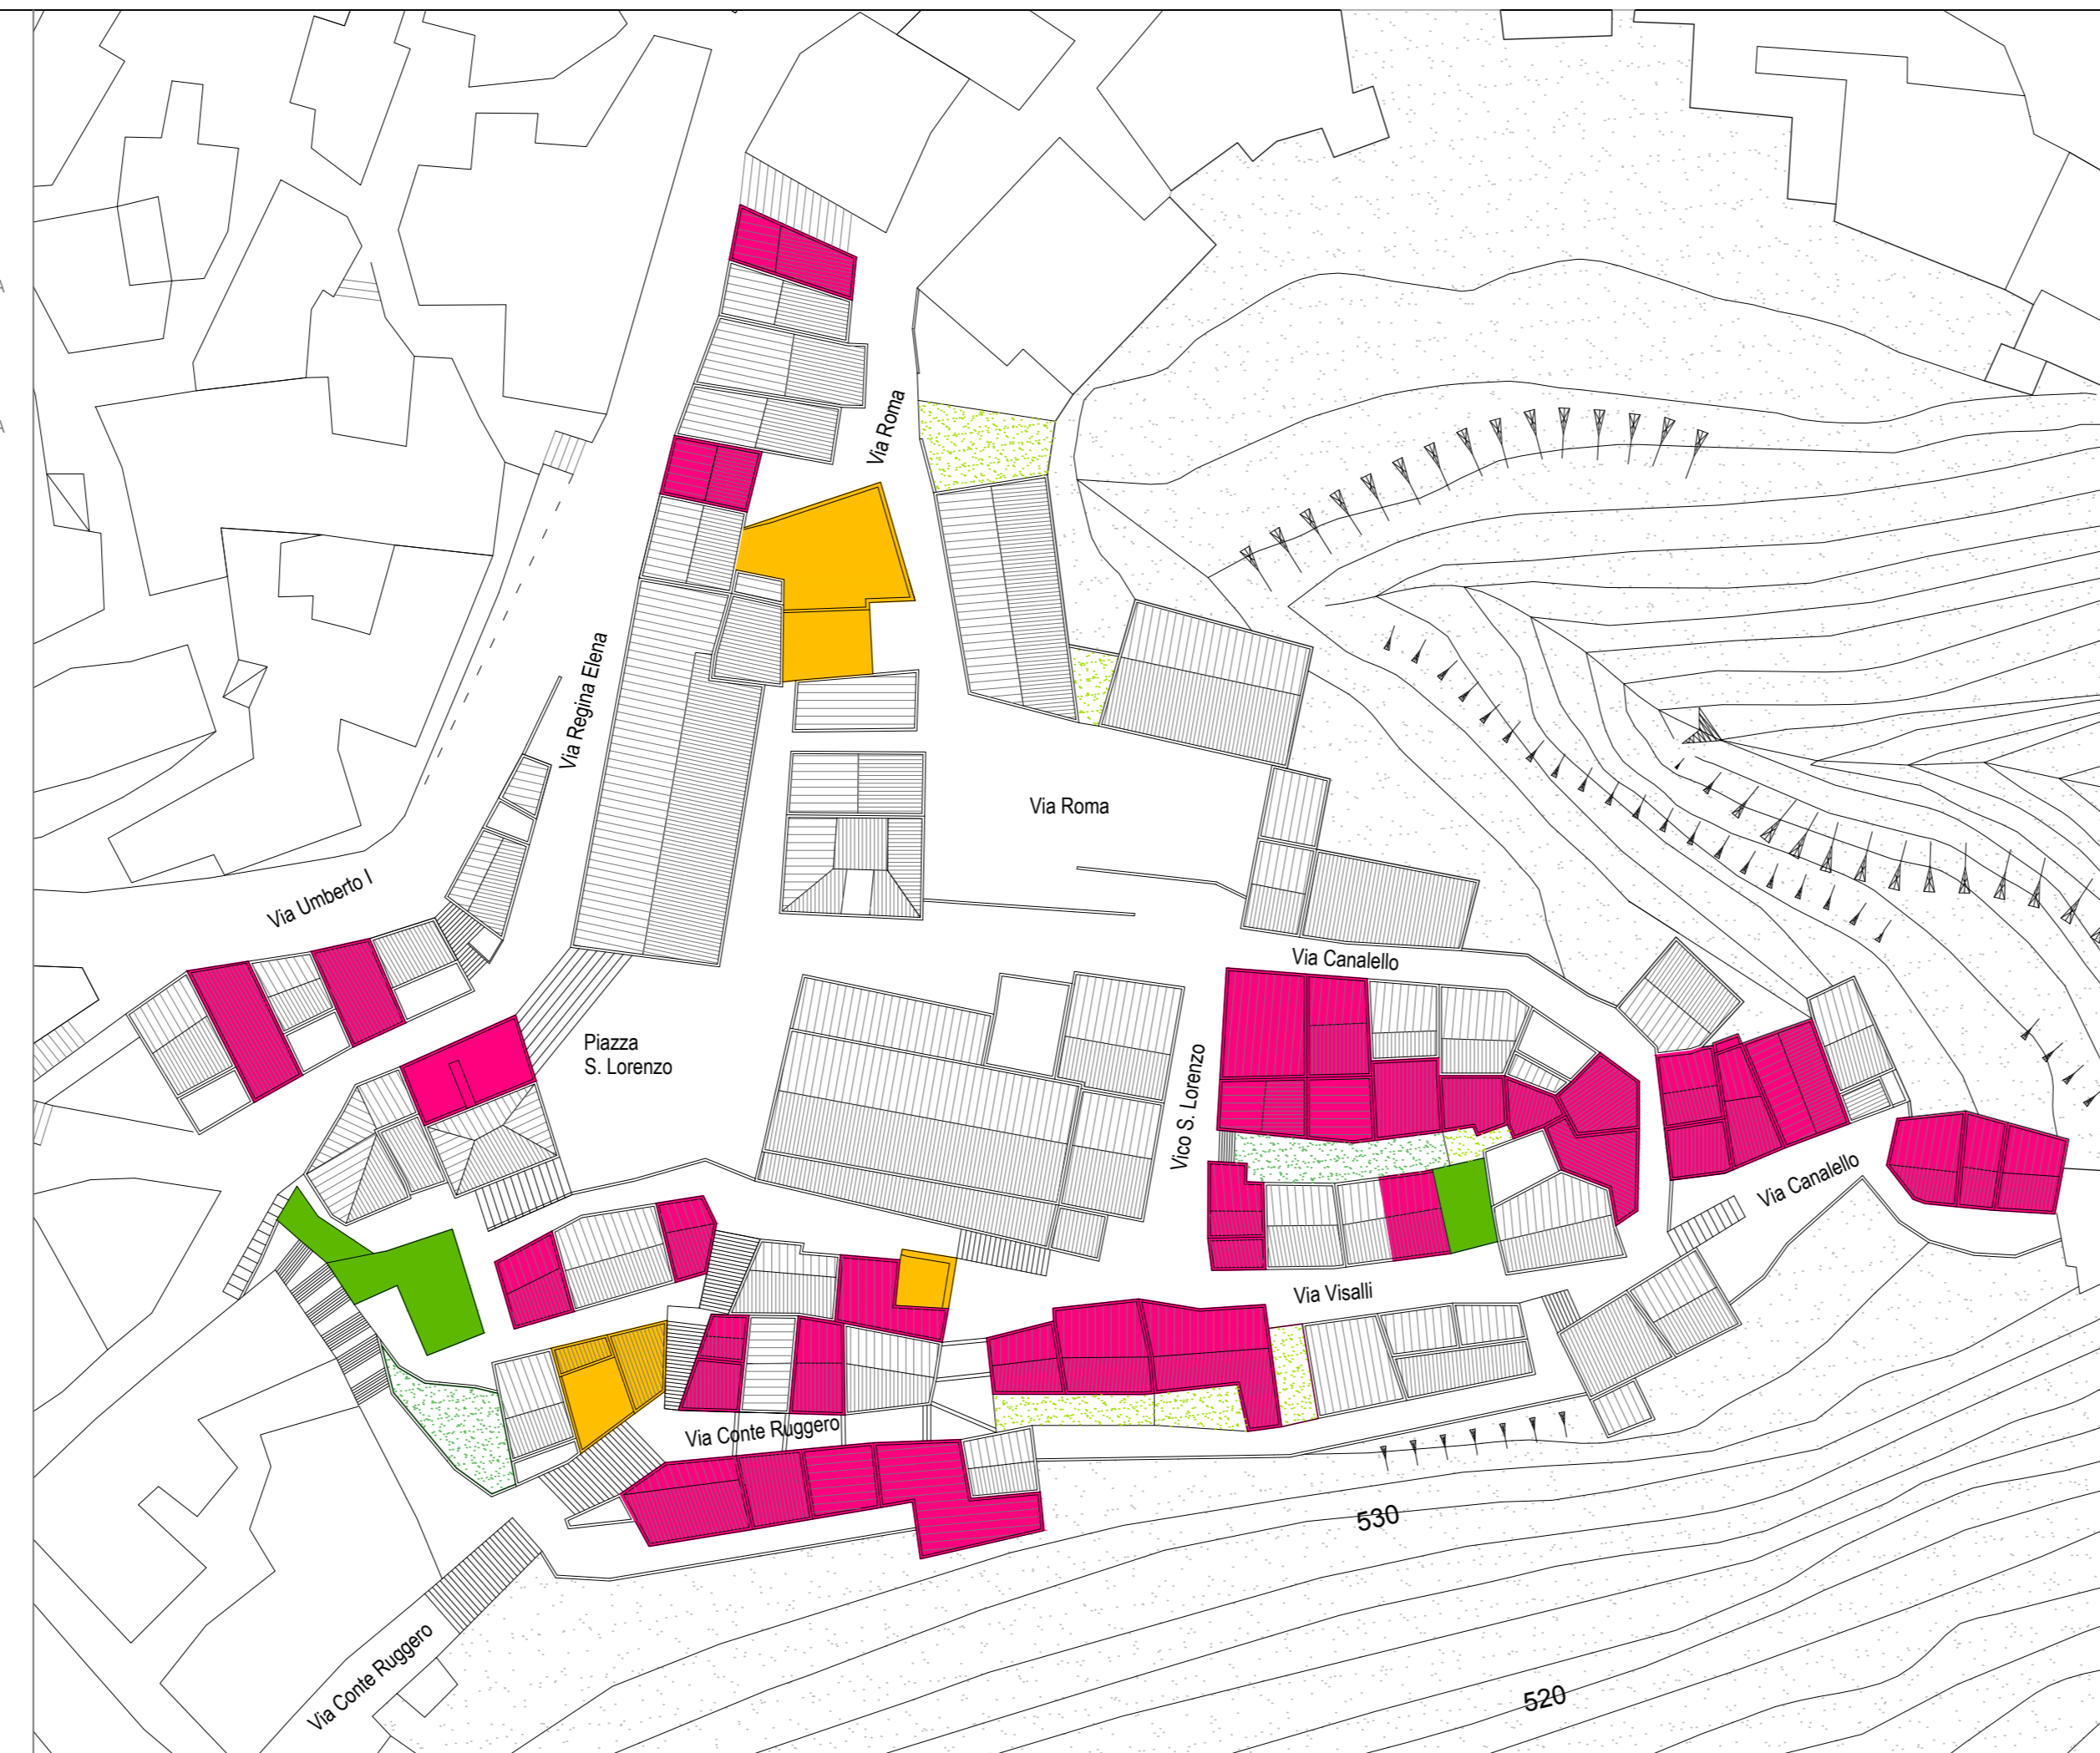 A
A
Via Roma
Via Regina Elena
Via Roma
Via Umberto I
Via Canalello
Piazza
S. Lorenzo
Vico S. Lorenzo
Via Canalello
Via Visalli
Via Conte Ruggero
530
Via Conte Ruggero
520